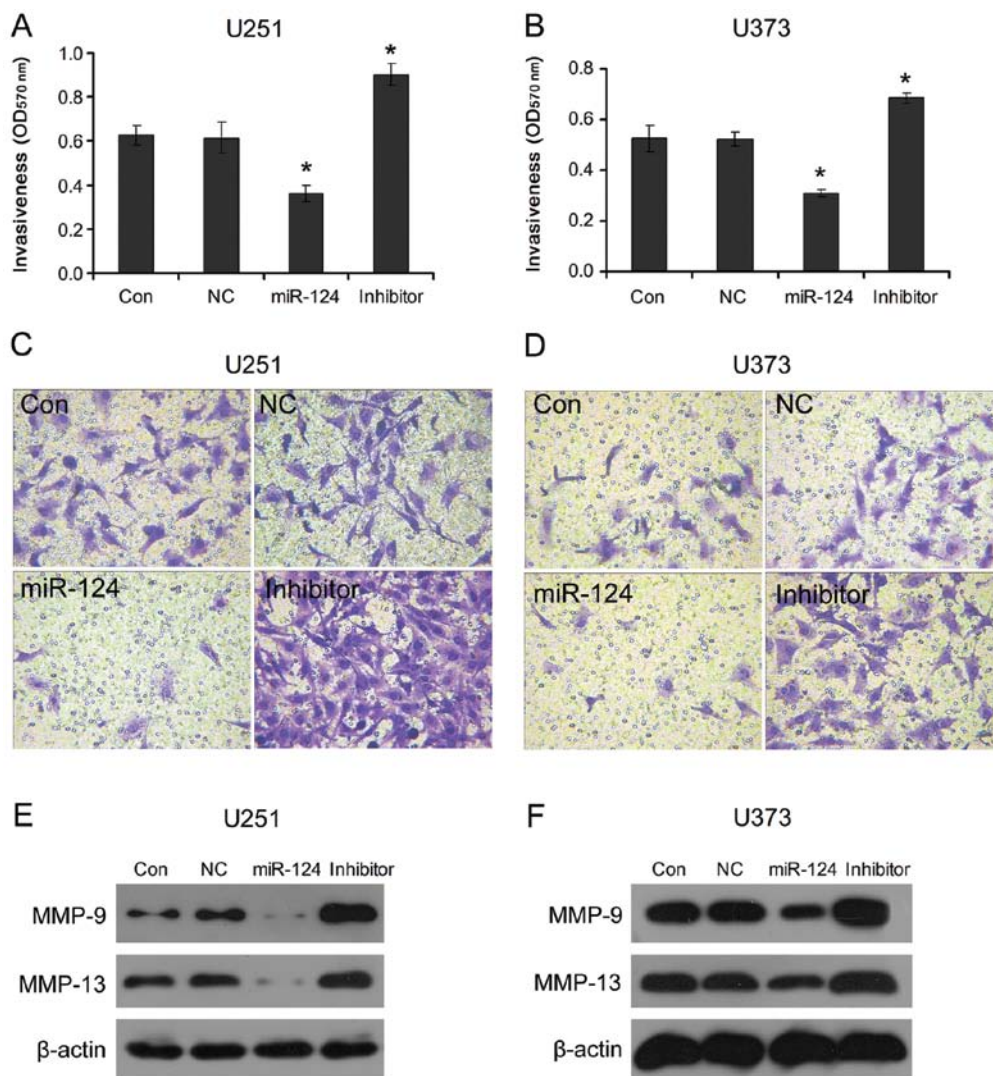 A
U251
Invasiveness (OD570 nm)
1.0
0.8
0.6
0.4
0.2
0.0
*
*
Con NC miR-124 Inhibitor
B
U373
Invasiveness (OD570 nm)
0.8
0.6
0.4
0.2
0.0
*
*
Con NC miR-124 Inhibitor
C
U251
Con NC
miR-124 Inhibitor
D
U373
Con NC
miR-124 Inhibitor
E
U251
Con NC miR-124 Inhibitor
MMP-9
MMP-13
β-actin
F
U373
Con NC miR-124 Inhibitor
MMP-9
MMP-13
β-actin